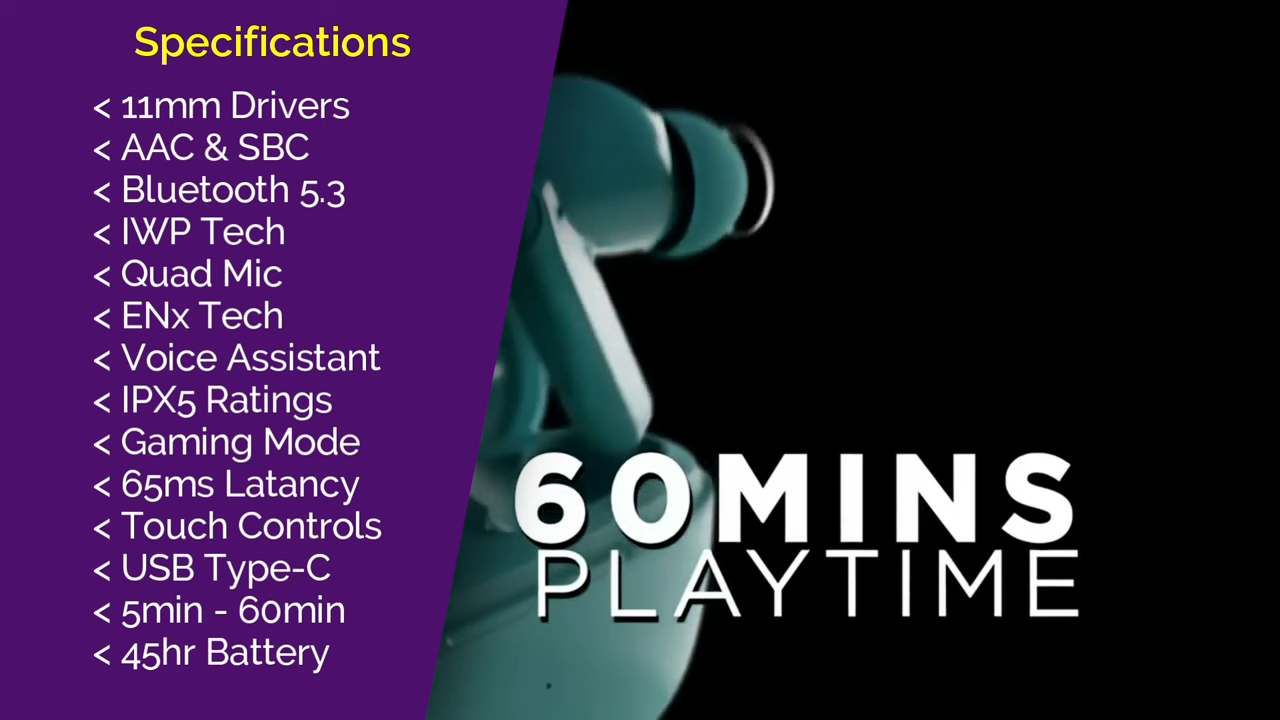 Specifications
< 11mm Drivers
< AAC & SBC
< Bluetooth 5.3
< IWP Tech
< Quad Mic
< ENx Tech
< Voice Assistant
< IPX5 Ratings
< Gaming Mode
< 65ms Latancy
< Touch Controls
< USB Type-C
< 5min - 60min
< 45hr Battery
60MINS
PLAYTIME